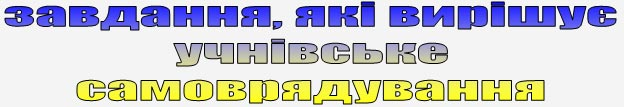 завдання, які вирішує
учнівське
самоврядування